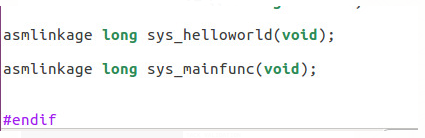 asmlinkage long sys_helloworld(void);
asmlinkage long sys_mainfunc(void);
#endif